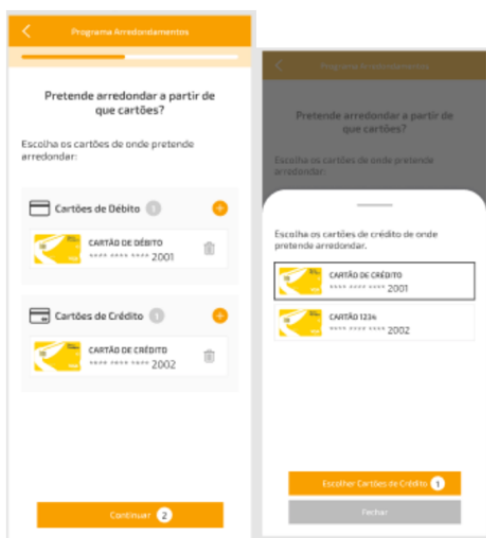 Programa Arredondamentos
Pretende arredondar a partir de
que cartões?
Escolha os cartões de onde pretende
arredondar:
Cartões de Débito 1
CARTÃO DE DÉBITO
**** **** **** 2001
Cartões de Crédito 1
CARTÃO DE CRÉDITO
**** **** **** 2002
Continuar 2
Programa Arredondamentos
Pretende arredondar a partir de
que cartões?
Escolha os cartões de onde pretende
arredondar:
Escolha os cartões de crédito de onde
pretende arredondar.
CARTÃO DE CRÉDITO
**** **** **** 2001
CARTÃO 1234
**** **** **** 2002
Escolher Cartões de Crédito 1
Fechar